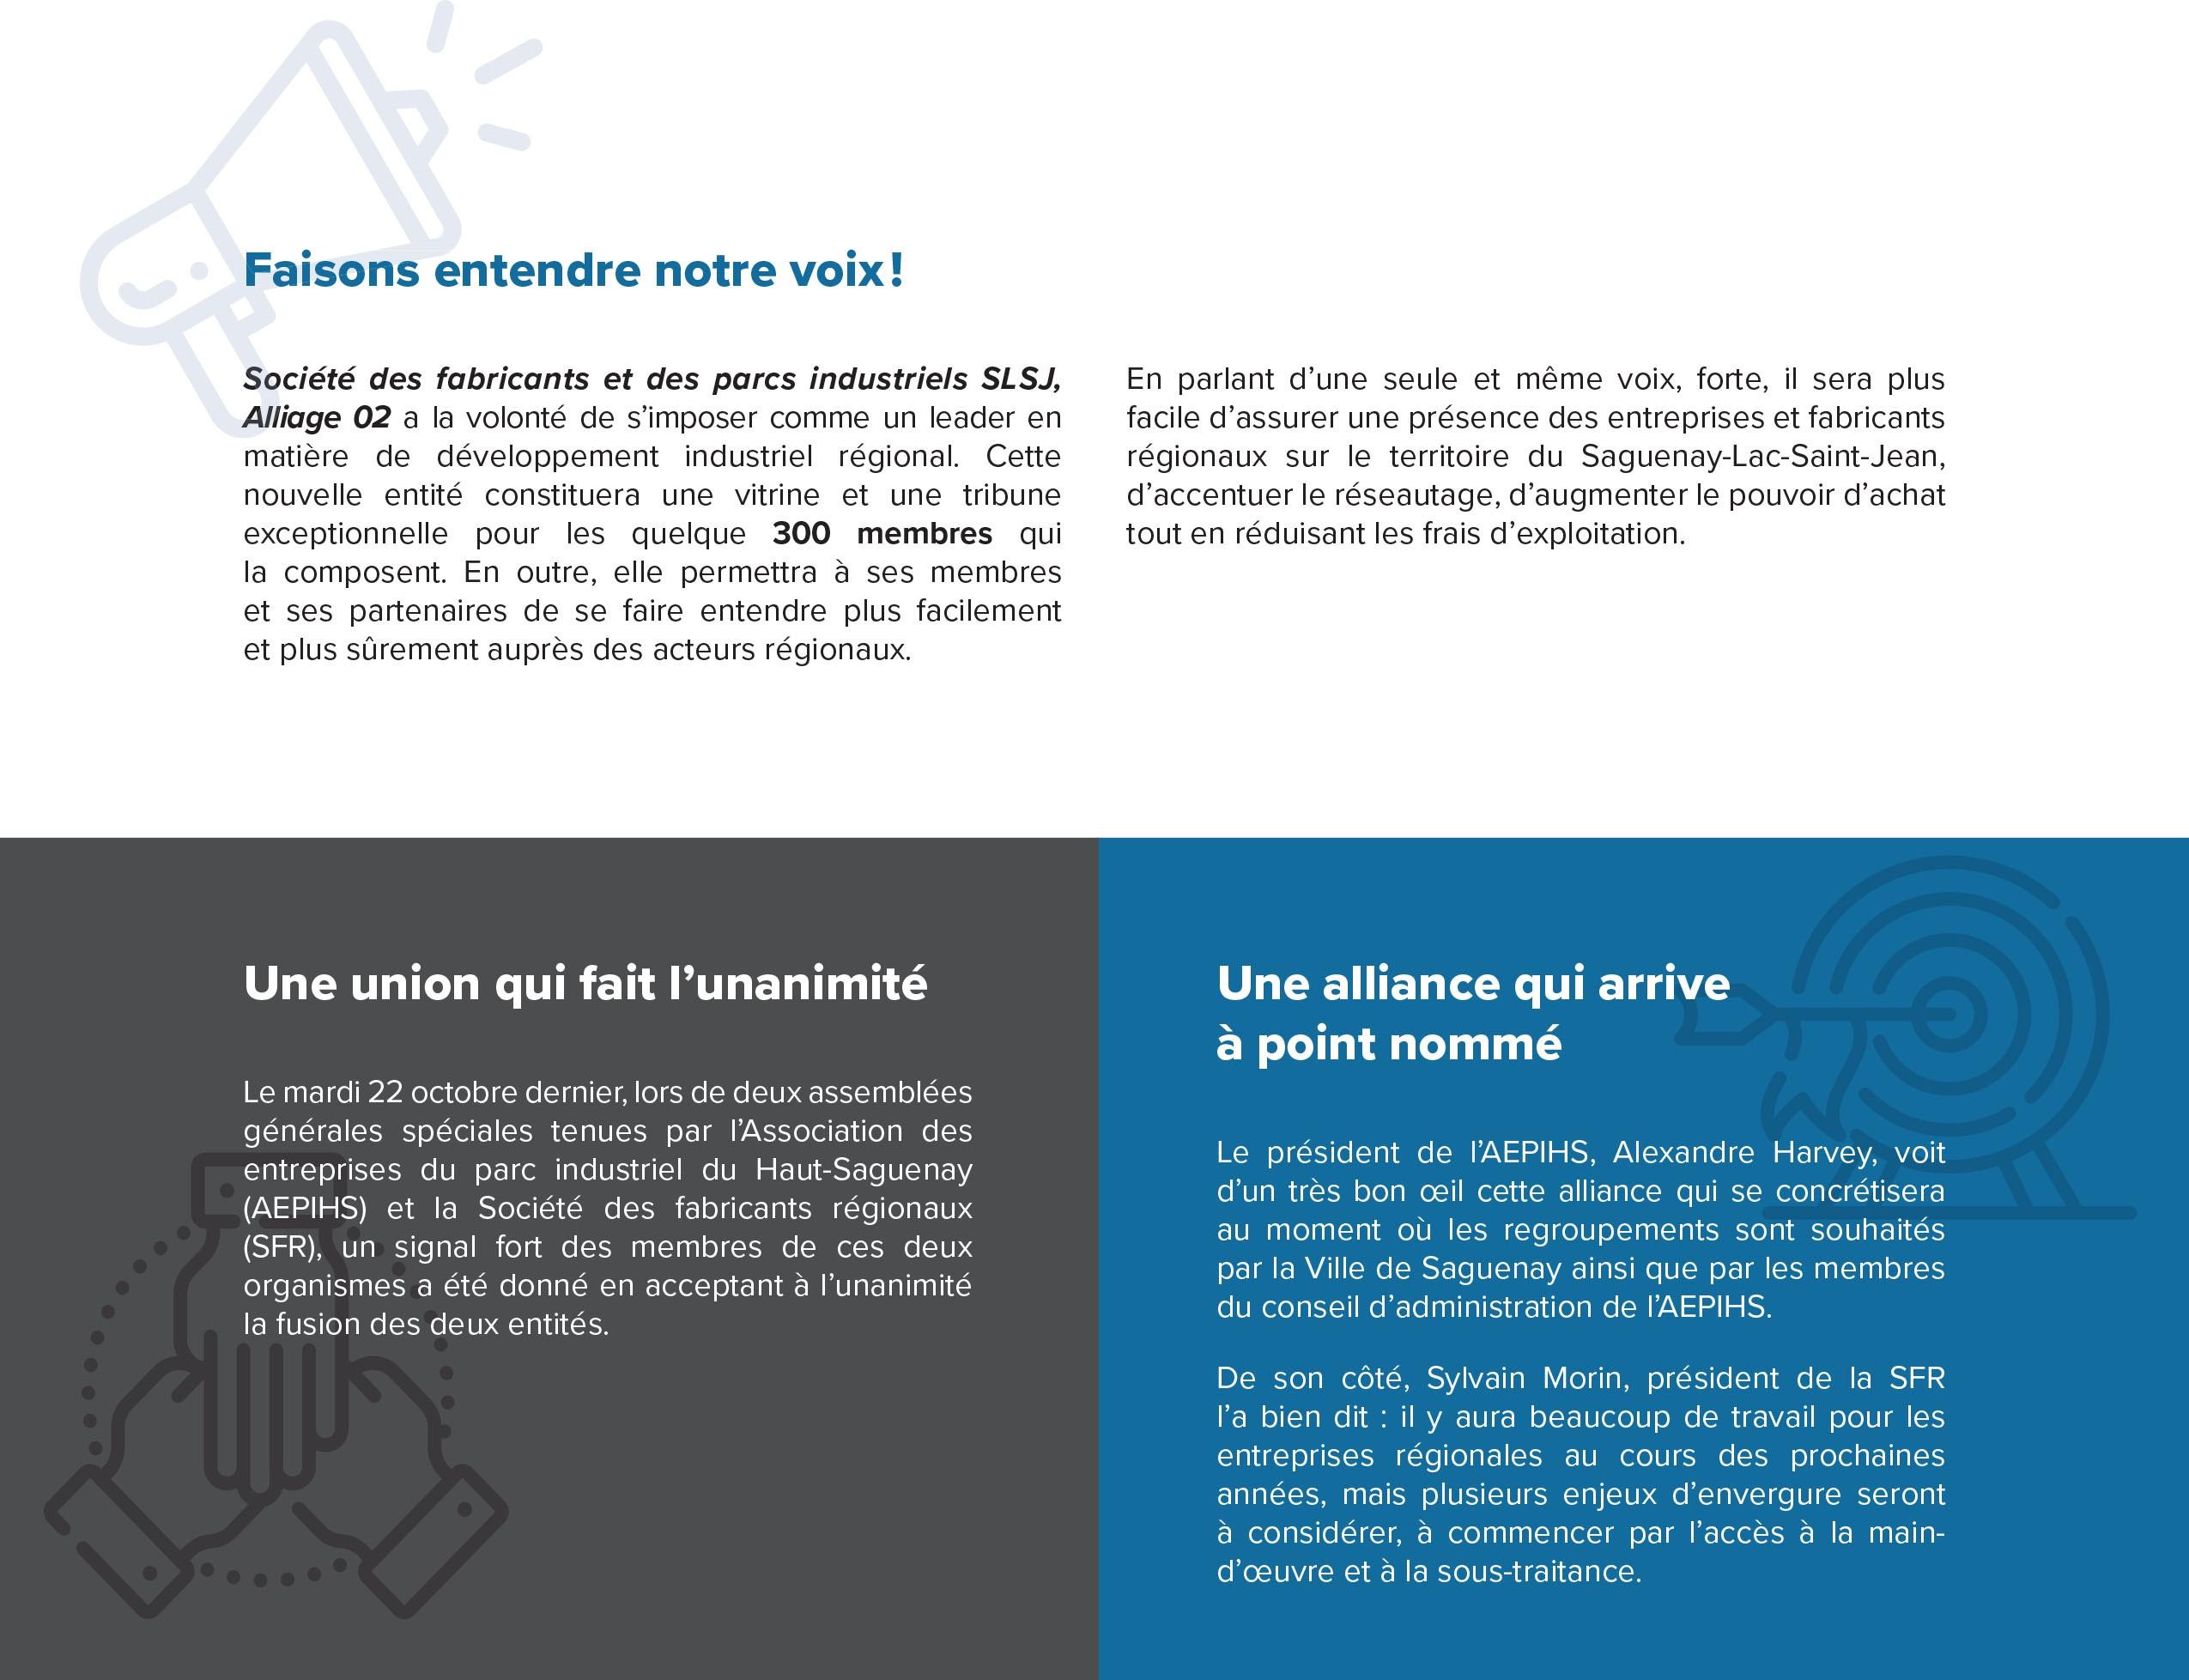 Faisons entendre notre voix !
Société des fabricants et des parcs industriels SLSJ,
Alliage 02 a la volonté de s’imposer comme un leader en
matière de développement industriel régional. Cette
nouvelle entité constituera une vitrine et une tribune
exceptionnelle pour les quelque 300 membres qui
la composent. En outre, elle permettra à ses membres
et ses partenaires de se faire entendre plus facilement
et plus sûrement auprès des acteurs régionaux.
En parlant d’une seule et même voix, forte, il sera plus
facile d’assurer une présence des entreprises et fabricants
régionaux sur le territoire du Saguenay-Lac-Saint-Jean,
d’accentuer le réseautage, d’augmenter le pouvoir d’achat
tout en réduisant les frais d’exploitation.
Une union qui fait l’unanimité
Le mardi 22 octobre dernier, lors de deux assemblées
générales spéciales tenues par l’Association des
entreprises du parc industriel du Haut-Saguenay
(AEPIHS) et la Société des fabricants régionaux
(SFR), un signal fort des membres de ces deux
organismes a été donné en acceptant à l’unanimité
la fusion des deux entités.
Une alliance qui arrive
à point nommé
Le président de l’AEPIHS, Alexandre Harvey, voit
d’un très bon œil cette alliance qui se concrétisera
au moment où les regroupements sont souhaités
par la Ville de Saguenay ainsi que par les membres
du conseil d’administration de l’AEPIHS.
De son côté, Sylvain Morin, président de la SFR
l’a bien dit : il y aura beaucoup de travail pour les
entreprises régionales au cours des prochaines
années, mais plusieurs enjeux d’envergure seront
à considérer, à commencer par l’accès à la main-
d’œuvre et à la sous-traitance.